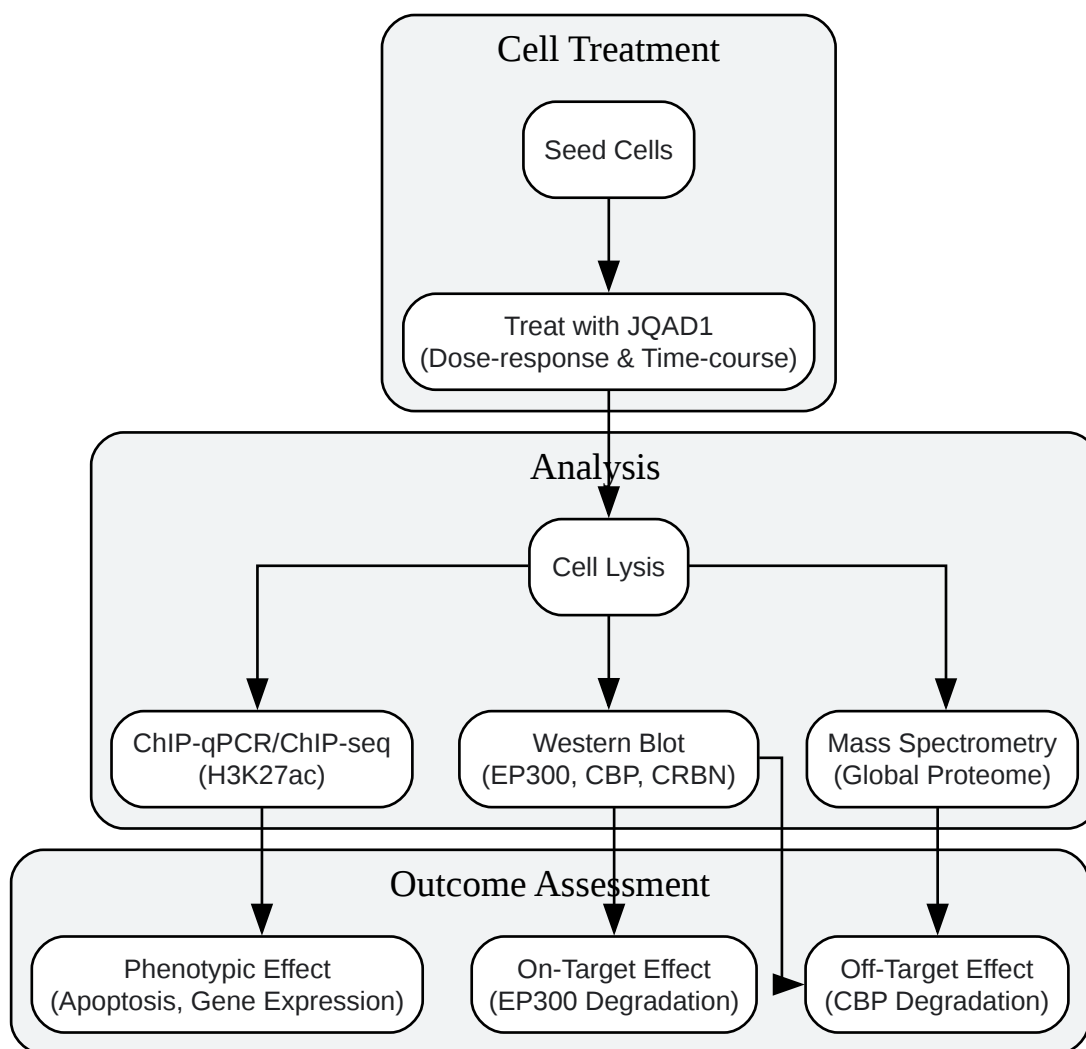 Cell Treatment
Seed Cells
Treat with JQAD1
(Dose-response & Time-course)
Analysis
Cell Lysis
ChIP-qPCR/ChIP-seq
(H3K27ac)
Western Blot
(EP300, CBP, CRBN)
Mass Spectrometry
(Global Proteome)
Outcome Assessment
Phenotypic Effect
(Apoptosis, Gene Expression)
On-Target Effect
(EP300 Degradation)
Off-Target Effect
(CBP Degradation)